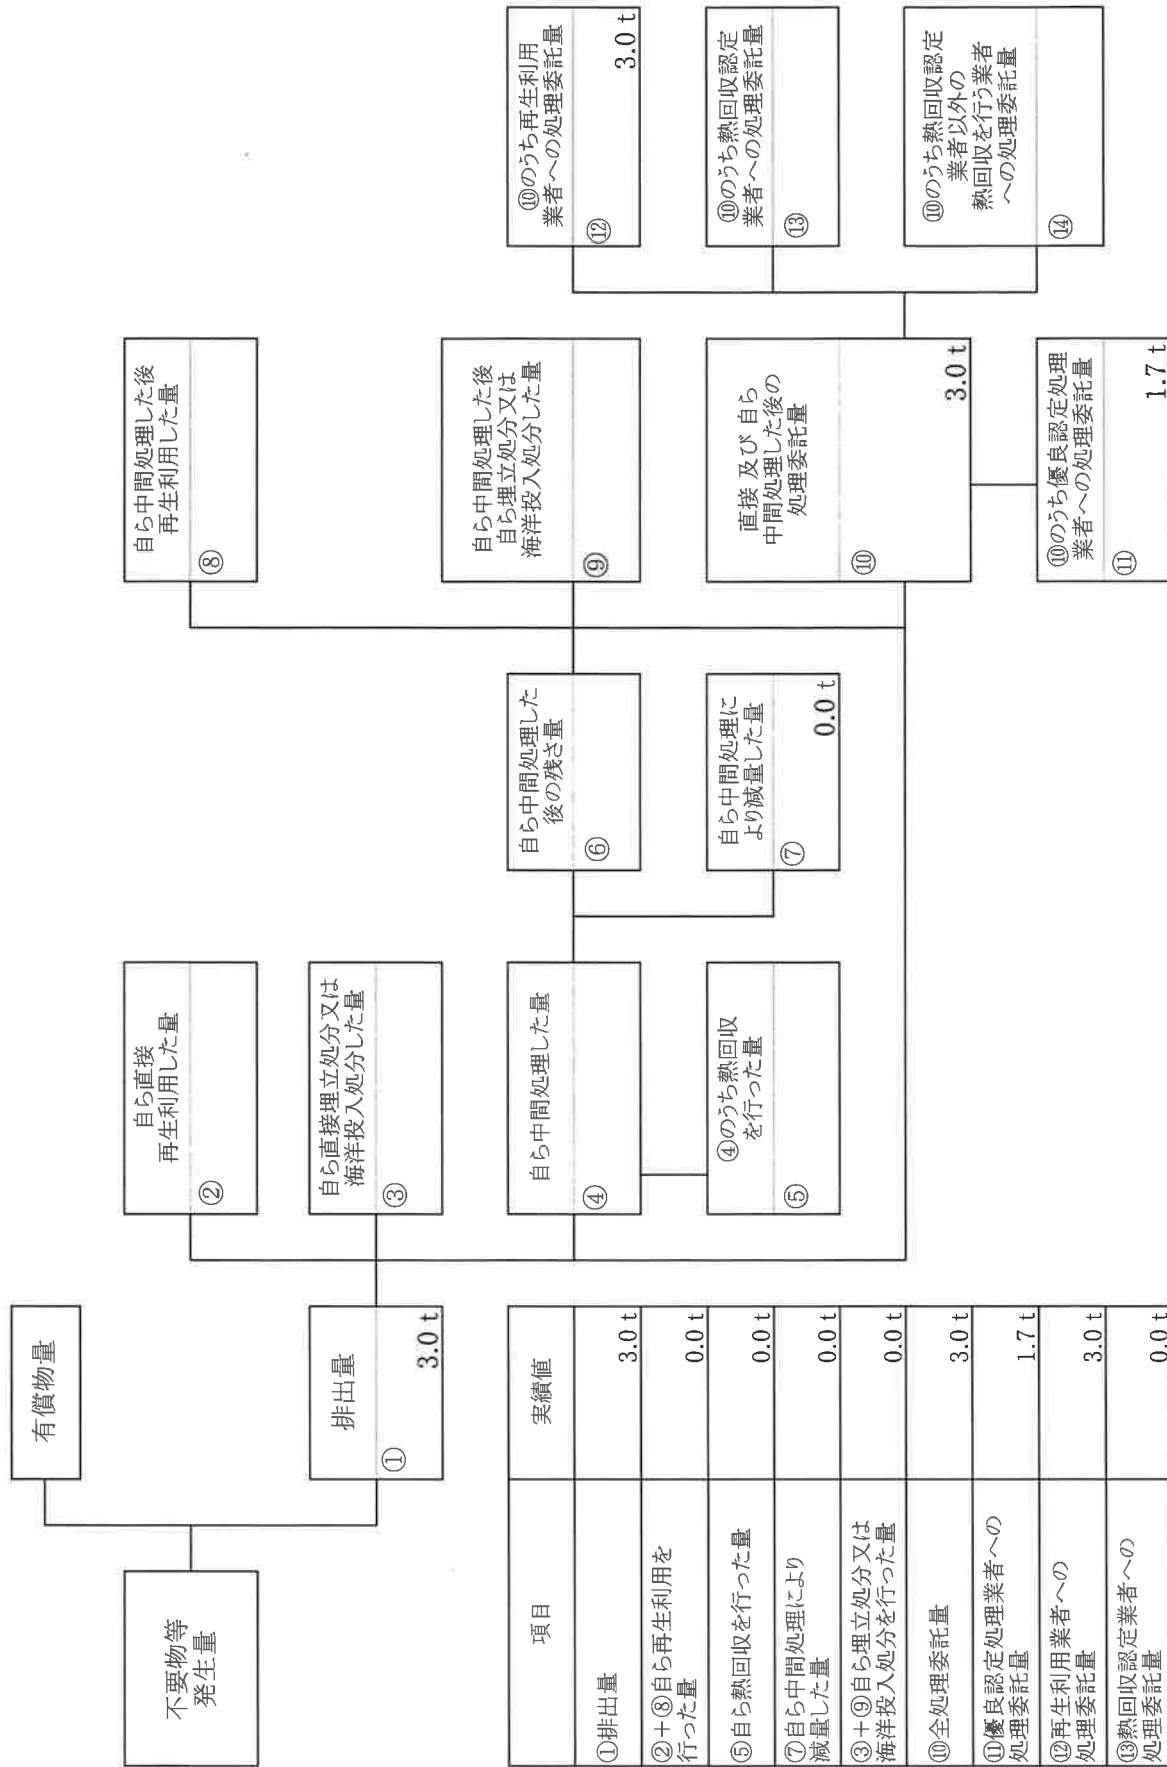 不要物等
発生量
有償物量
排出量
①
3.0 t
自ら直接
再生利用した量
②
自ら直接埋立処分又は
海洋投入処分した量
③
自ら中間処理した量
④
④のうち熱回収
を行った量
⑤
自ら中間処理した
後の残さ量
⑥
自ら中間処理に
より減量した量
⑦
0.0 t
自ら中間処理した後
再生利用した量
⑧
自ら中間処理した後
自ら埋立処分又は
海洋投入処分した量
⑨
直接 及び 自ら
中間処理した後の
処理委託量
⑩
3.0 t
⑩のうち優良認定処理
業者への処理委託量
⑪
1.7 t
⑩のうち再生利用
業者への処理委託量
⑫
3.0 t
⑩のうち熱回収認定
業者への処理委託量
⑬
⑩のうち熱回収認定
業者以外の
熱回収を行う業者
への処理委託量
⑭
項目
実績値
①排出量
3.0 t
②+⑧自ら再生利用を
行った量
0.0 t
⑤自ら熱回収を行った量
0.0 t
⑦自ら中間処理により
減量した量
0.0 t
③+⑨自ら埋立処分又は
海洋投入処分を行った量
0.0 t
⑩全処理委託量
3.0 t
⑪優良認定処理業者への
処理委託量
1.7 t
⑫再生利用業者への
処理委託量
3.0 t
⑬熱回収認定業者への
処理委託量
0.0 t